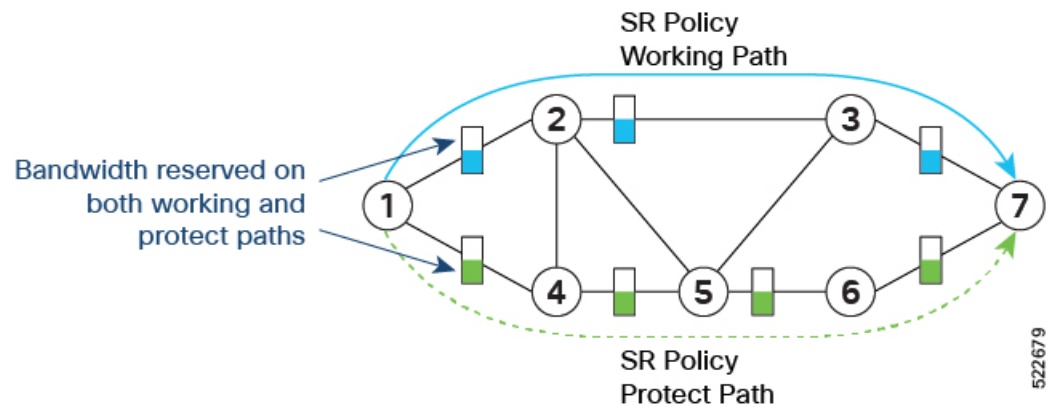 SR Policy
Working Path
2
3
Bandwidth reserved on
both working and
protect paths
1
7
4
5
6
SR Policy
Protect Path
522679